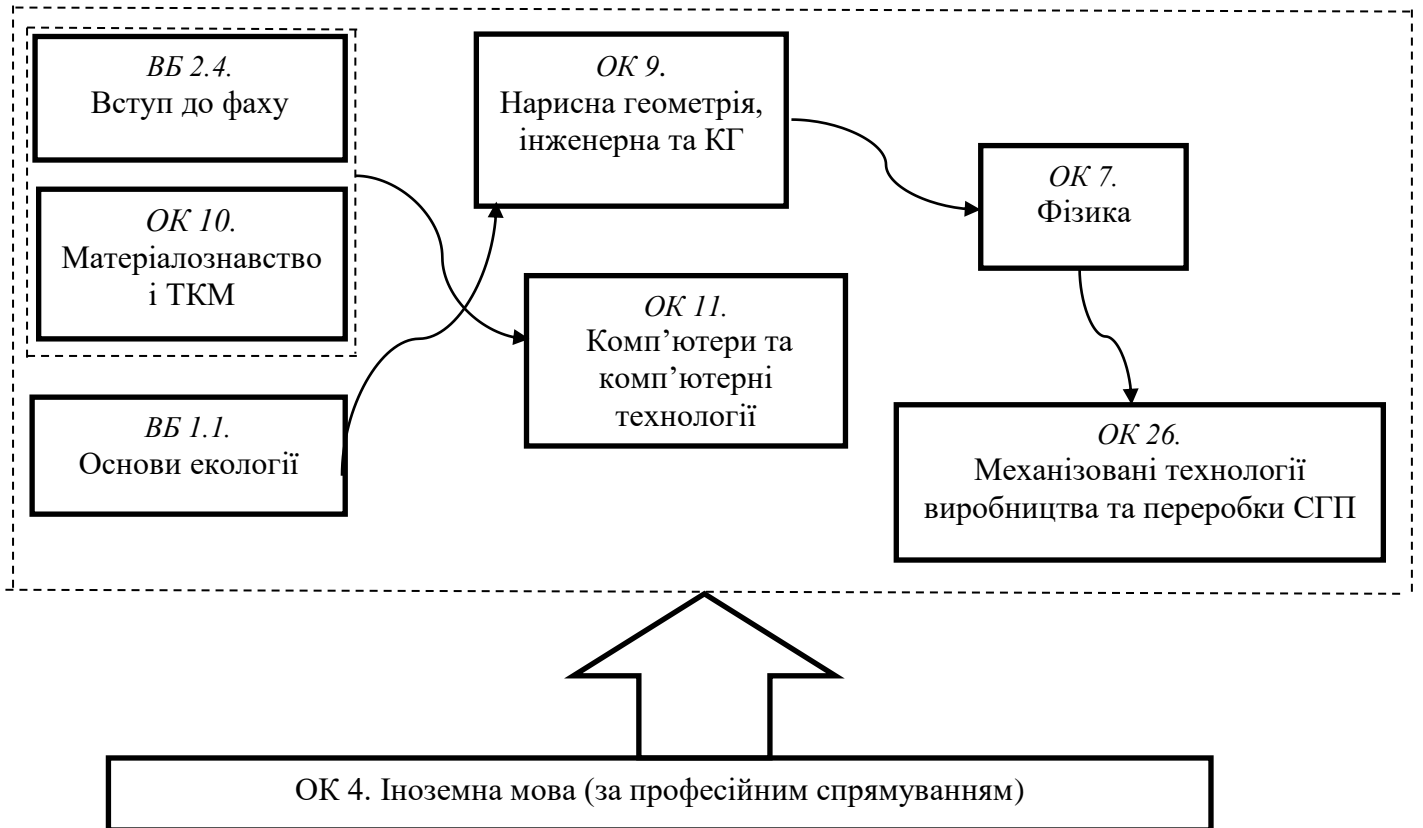 ВБ 2.4.
Вступ до фаху
ОК 10.
Матеріалознавство
і ТКМ
ВБ 1.1.
Основи екології
ОК 9.
Нарисна геометрія,
інженерна та КГ
ОК 11.
Комп’ютери та
комп’ютерні
технології
ОК 7.
Фізика
ОК 26.
Механізовані технології
виробництва та переробки СГП
ОК 4. Іноземна мова (за професійним спрямуванням)